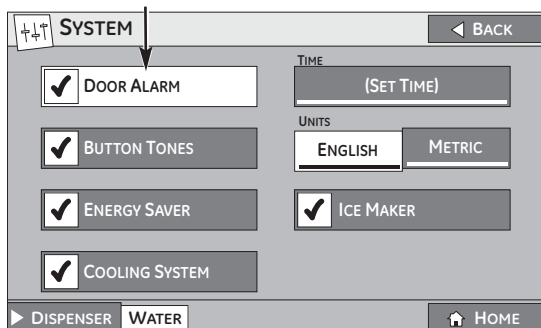 SYSTEM
BACK
DOOR ALARM
TIME
(SET TIME)
BUTTON TONES
UNITS
ENGLISH
METRIC
ENERGY SAVER
ICE MAKER
COOLING SYSTEM
DISPENSER
WATER
HOME